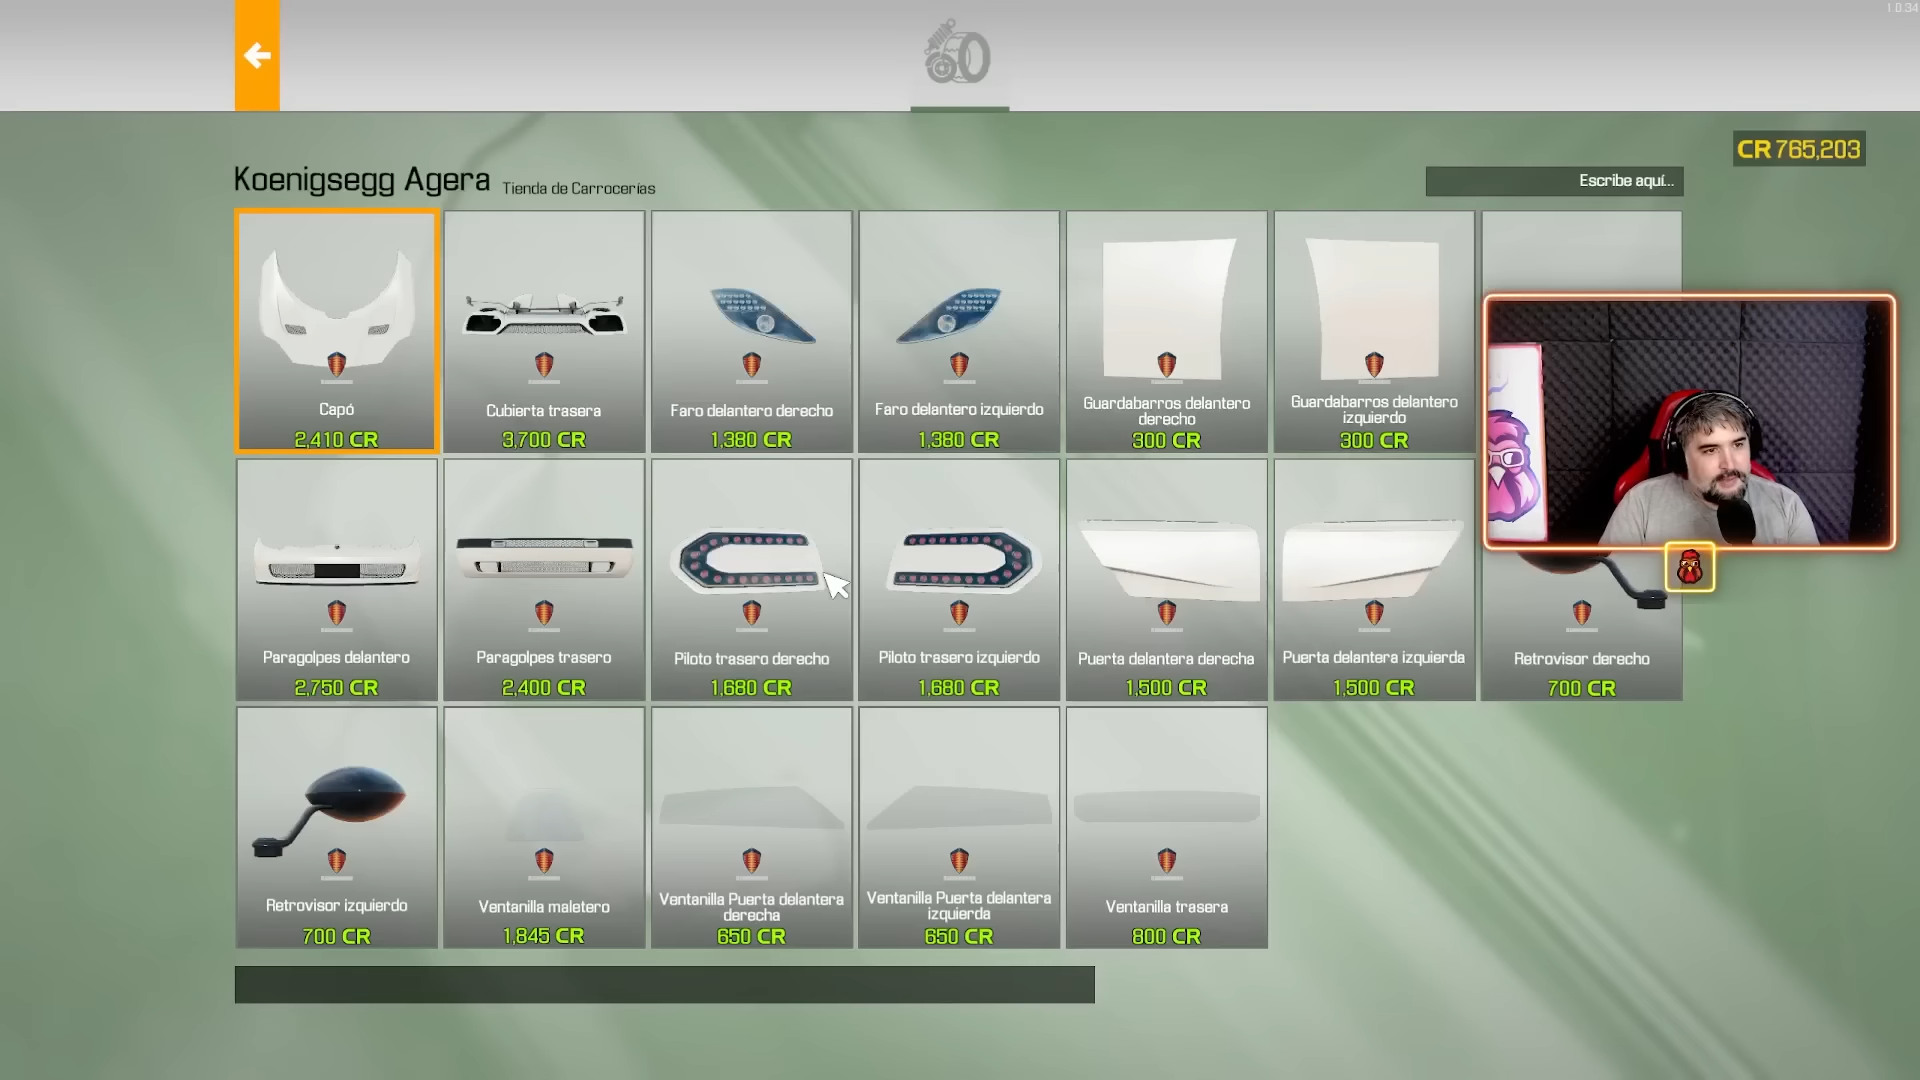 1.0.34
CR 765,203
Koenigsegg Agera Tienda de Carrocerías
Escribe aquí...
Capó
2,410 CR
Cubierta trasera
3,700 CR
Faro delantero derecho
1,380 CR
Faro delantero izquierdo
1,380 CR
Guardabarros delantero
derecho
300 CR
Guardabarros delantero
izquierdo
300 CR
Paragolpes delantero
2,750 CR
Paragolpes trasero
2,400 CR
Piloto trasero derecho
1,680 CR
Piloto trasero izquierdo
1,680 CR
Puerta delantera derecha
1,500 CR
Puerta delantera izquierda
1,500 CR
Retrovisor derecho
700 CR
Retrovisor izquierdo
700 CR
Ventanilla maletero
1,845 CR
Ventanilla Puerta delantera
derecha
650 CR
Ventanilla Puerta delantera
izquierda
650 CR
Ventanilla trasera
800 CR